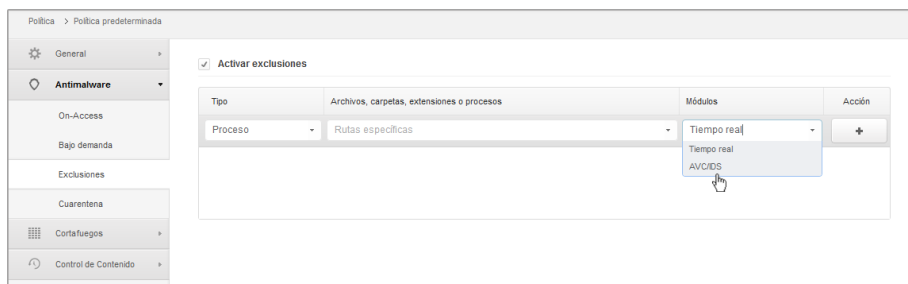 Política > Política predeterminada
General
Activar exclusiones
Antimalware
Tipo Archivos, carpetas, extensiones o procesos Módulos Acción
On-Access
Proceso Rutas específicas Tiempo real +
Bajo demanda
Tiempo real
AVC/IDS
Exclusiones
Cuarentena
Cortafuegos
Control de Contenido